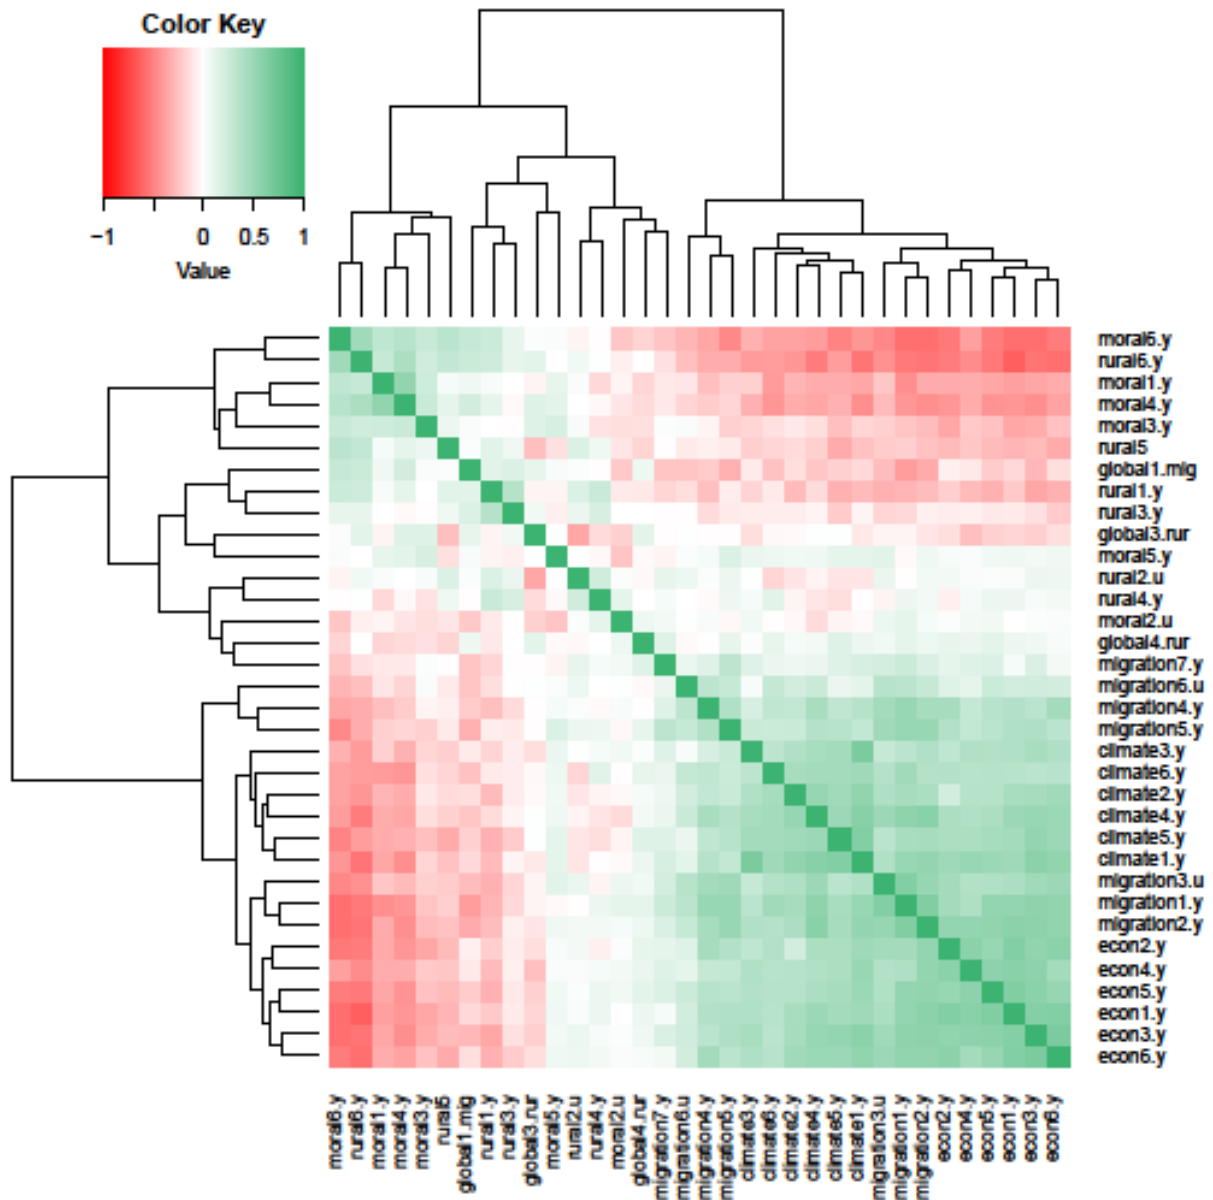 Color Key
−1 0 0.5 1
Value
moral6.y
rural6.y
moral1.y
moral4.y
moral3.y
rural5
global1.mig
rural1.y
rural3.y
global3.rur
moral5.y
rural2.u
rural4.y
moral2.u
global4.rur
migration7.y
migration6.u
migration4.y
migration5.y
climate3.y
climate6.y
climate2.y
climate4.y
climate5.y
climate1.y
migration3.u
migration1.y
migration2.y
econ2.y
econ4.y
econ5.y
econ1.y
econ3.y
econ6.y
moral6.y
rural6.y
moral1.y
moral4.y
moral3.y
rural5
global1.mig
rural1.y
rural3.y
global3.rur
moral5.y
rural2.u
rural4.y
moral2.u
global4.rur
migration7.y
migration6.u
migration4.y
migration5.y
climate3.y
climate6.y
climate2.y
climate4.y
climate5.y
climate1.y
migration3.u
migration1.y
migration2.y
econ2.y
econ4.y
econ5.y
econ1.y
econ3.y
econ6.y